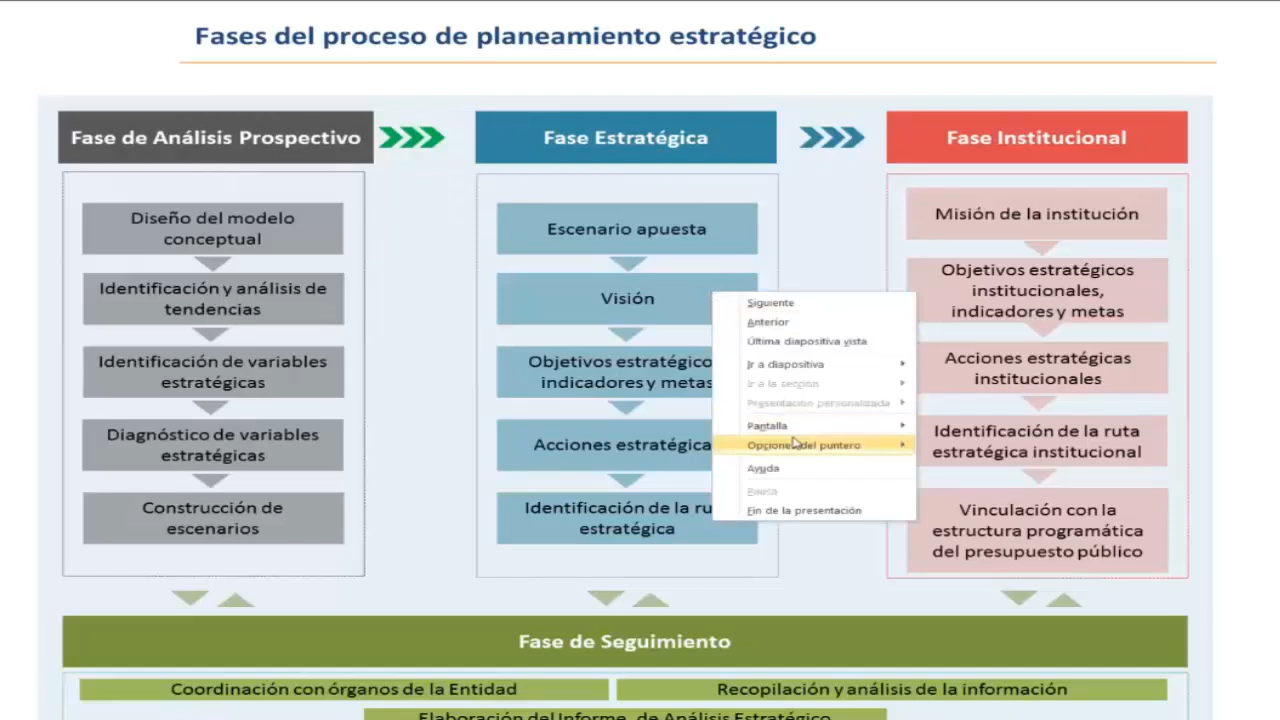 Fases del proceso de planeamiento estratégico
Fase de Análisis Prospectivo
Diseño del modelo
conceptual
Identificación y análisis de
tendencias
Identificación de variables
estratégicas
Diagnóstico de variables
estratégicas
Construcción de
escenarios
Fase Estratégica
Escenario apuesta
Visión
Objetivos estratégico
indicadores y metas
Acciones estratégica
Identificación de la ru
estratégica
Siguiente
Anterior
Última diapositiva vista
Ir a diapositiva
Ir a la sección
Presentación personalizada
Pantalla
Opciones del puntero
Ayuda
Pausa
Fin de la presentación
Fase Institucional
Misión de la institución
Objetivos estratégicos
institucionales,
indicadores y metas
Acciones estratégicas
institucionales
Identificación de la ruta
estratégica institucional
Vinculación con la
estructura programática
del presupuesto público
Fase de Seguimiento
Coordinación con órganos de la Entidad
Recopilación y análisis de la información
Elaboración del Informe de Análisis Estratégico